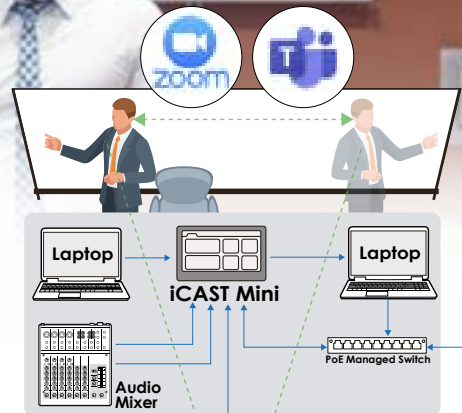 zoom
T
Laptop
iCAST Mini
Laptop
PoE Managed Switch
Audio
Mixer